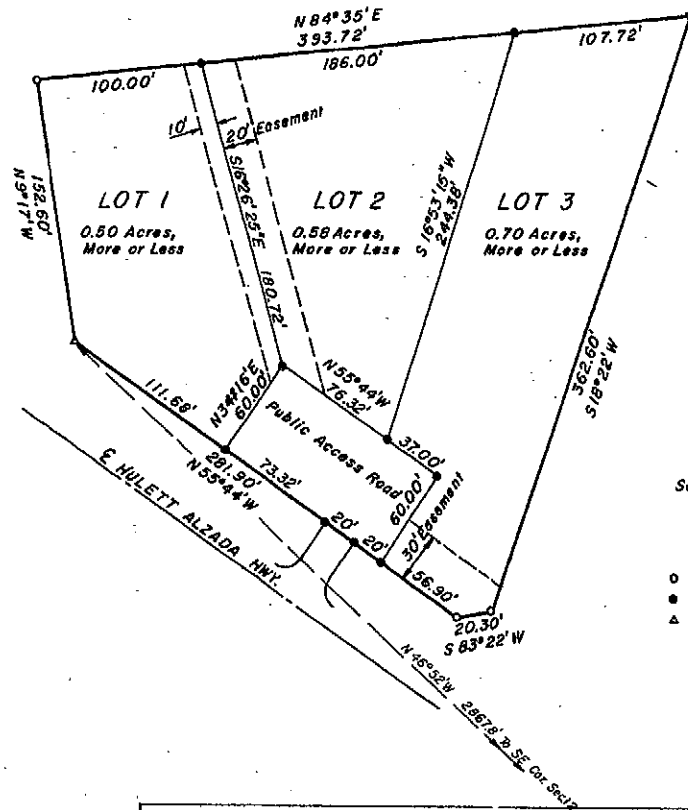 N 84° 35' E
393.72'
100.00'
186.00'
107.72'
10'
20' Easement
N 9° 17' W
152.60'
S 16° 26' 25" E
180.72'
S 16° 53' 15" W
244.38'
LOT 1
0.50 Acres,
More or Less
LOT 2
0.58 Acres,
More or Less
LOT 3
0.70 Acres,
More or Less
362.60'
S 18° 22' W
N 34° 16' E
60.00'
N 55° 44' W
76.32'
37.00'
Public Access Road
60.00'
30' Easement
111.68'
281.90'
N 55° 44' W
73.32'
20'
20'
56.90'
20.30'
S 83° 22' W
℄ HULETT ALZADA HWY.
N 46° 52' W
2867.8' To SE Cor. Sec. 12